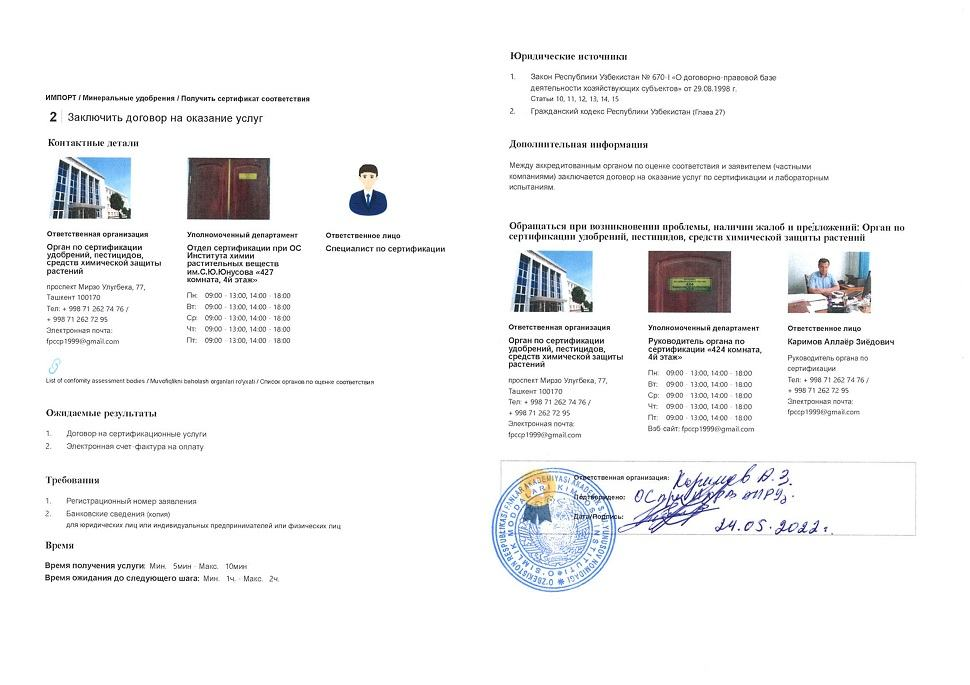 ИМПОРТ / Минеральные удобрения / Получить сертификат соответствия
2 Заключить договор на оказание услуг
Контактные детали
Ответственная организация
Орган по сертификации
удобрений, пестицидов,
средств химической защиты
растений
проспект Мирзо Улугбека, 77,
Ташкент 100170
Тел: + 998 71 262 74 76 /
+ 998 71 262 72 95
Электронная почта:
fpccp1999@gmail.com
Уполномоченный департамент
Отдел сертификации при ОС
Института химии
растительных веществ
им.С.Ю.Юнусова «427
комната, 4й этаж»
Пн: 09:00 - 13:00, 14:00 - 18:00
Вт: 09:00 - 13:00, 14:00 - 18:00
Ср: 09:00 - 13:00, 14:00 - 18:00
Чт: 09:00 - 13:00, 14:00 - 18:00
Пт: 09:00 - 13:00, 14:00 - 18:00
Ответственное лицо
Специалист по сертификации
List of conformity assessment bodies / Muvofiqlikni baholash organlari ro'yxati / Список органов по оценке соответствия
Ожидаемые результаты
1. Договор на сертификационные услуги
2. Электронная счет-фактура на оплату
Требования
1. Регистрационный номер заявления
2. Банковские сведения (копия)
для юридических лиц или индивидуальных предпринимателей или физических лиц
Время
Время получения услуги: Мин. 5мин - Макс. 10мин
Время ожидания до следующего шага: Мин. 1ч. - Макс. 2ч.
Юридические источники
1. Закон Республики Узбекистан № 670-I «О договорно-правовой базе
деятельности хозяйствующих субъектов» от 29.08.1998 г.
Статьи 10, 11, 12, 13, 14, 15
2. Гражданский кодекс Республики Узбекистан (Глава 27)
Дополнительная информация
Между аккредитованным органом по оценке соответствия и заявителем (частными
компаниями) заключается договор на оказание услуг по сертификации и лабораторным
испытаниям.
Обращаться при возникновении проблемы, наличии жалоб и предложений: Орган по
сертификации удобрений, пестицидов, средств химической защиты растений
Ответственная организация
Орган по сертификации
удобрений, пестицидов,
средств химической защиты
растений
проспект Мирзо Улугбека, 77,
Ташкент 100170
Тел: + 998 71 262 74 76 /
+ 998 71 262 72 95
Электронная почта:
fpccp1999@gmail.com
Уполномоченный департамент
Руководитель органа по
сертификации «424 комната,
4й этаж»
Пн: 09:00 - 13:00, 14:00 - 18:00
Вт: 09:00 - 13:00, 14:00 - 18:00
Ср: 09:00 - 13:00, 14:00 - 18:00
Чт: 09:00 - 13:00, 14:00 - 18:00
Пт: 09:00 - 13:00, 14:00 - 18:00
Вэб сайт: fpccp1999@gmail.com
Ответственное лицо
Каримов Аллаёр Зиёдович
Руководитель органа по
сертификации
Тел: + 998 71 262 74 76 /
+ 998 71 262 72 95
Электронная почта:
fpccp1999@gmail.com
Ответственная организация: Каримов А.З.
Подтверждено: ОС при
Дата/Подпись: 24.05.2022г.